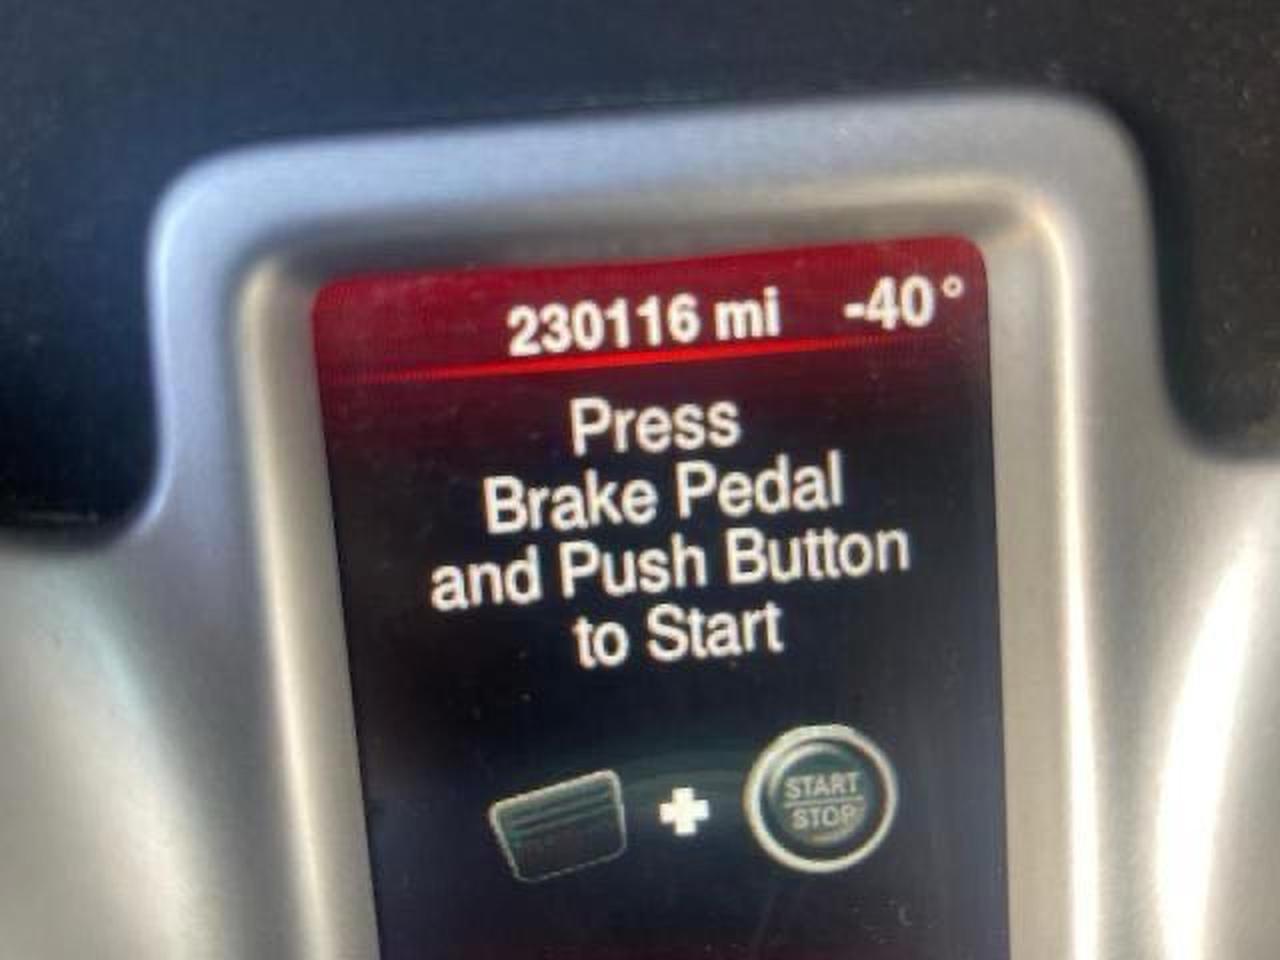 230116 mi -40°
Press
Brake Pedal
and Push Button
to Start
START
STOP